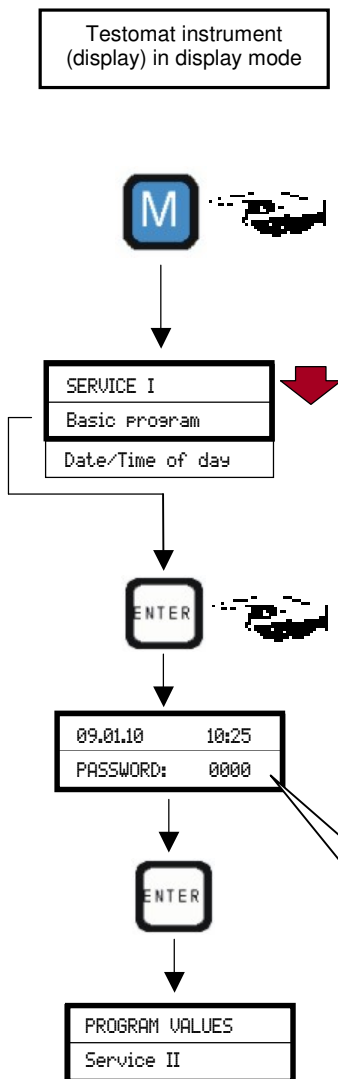 Testomat instrument
(display) in display mode
M
SERVICE I
Basic program
Date/Time of day
ENTER
09.01.10 10:25
PASSWORD: 0000
ENTER
PROGRAM VALUES
Service II